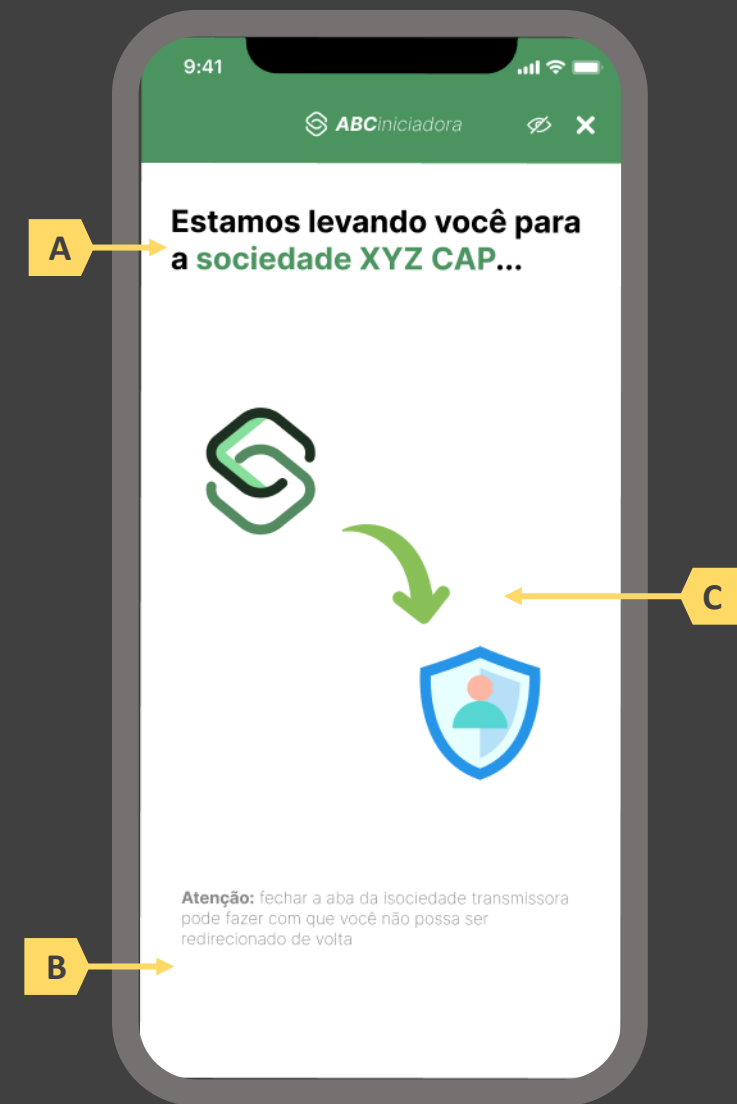 9:41
ABCiniciadora
Estamos levando você para
A
a sociedade XYZ CAP...
C
Atenção: fechar a aba da isociedade transmissora
pode fazer com que você não possa ser
redirecionado de volta
B